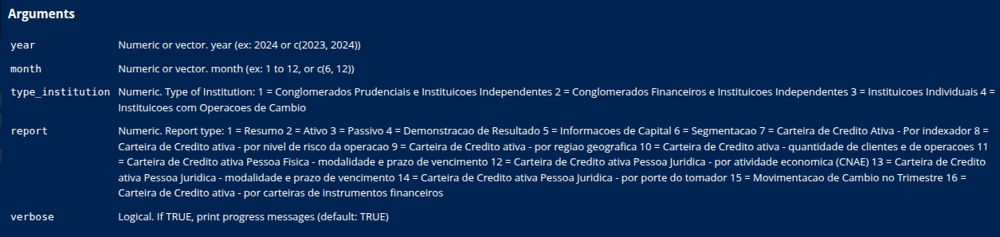 Arguments
year Numeric or vector. year (ex: 2024 or c(2023, 2024))
month Numeric or vector. month (ex: 1 to 12, or c(6, 12))
type_institution Numeric. Type of Institution: 1 = Conglomerados Prudenciais e Instituicoes Independentes 2 = Conglomerados Financeiros e Instituicoes Independentes 3 = Instituicoes Individuais 4 =
Instituicoes com Operacoes de Cambio
report Numeric. Report type: 1 = Resumo 2 = Ativo 3 = Passivo 4 = Demonstracao de Resultado 5 = Informacoes de Capital 6 = Segmentacao 7 = Carteira de Credito Ativa - Por indexador 8 =
Carteira de Credito ativa - por nivel de risco da operacao 9 = Carteira de Credito ativa - por regiao geografica 10 = Carteira de Credito ativa - quantidade de clientes e de operacoes 11
= Carteira de Credito ativa Pessoa Fisica - modalidade e prazo de vencimento 12 = Carteira de Credito ativa Pessoa Juridica - por atividade economica (CNAE) 13 = Carteira de Credito
ativa Pessoa Juridica - modalidade e prazo de vencimento 14 = Carteira de Credito ativa Pessoa Juridica - por porte do tomador 15 = Movimentacao de Cambio no Trimestre 16 =
Carteira de Credito ativa - por carteiras de instrumentos financeiros
verbose Logical. If TRUE, print progress messages (default: TRUE)